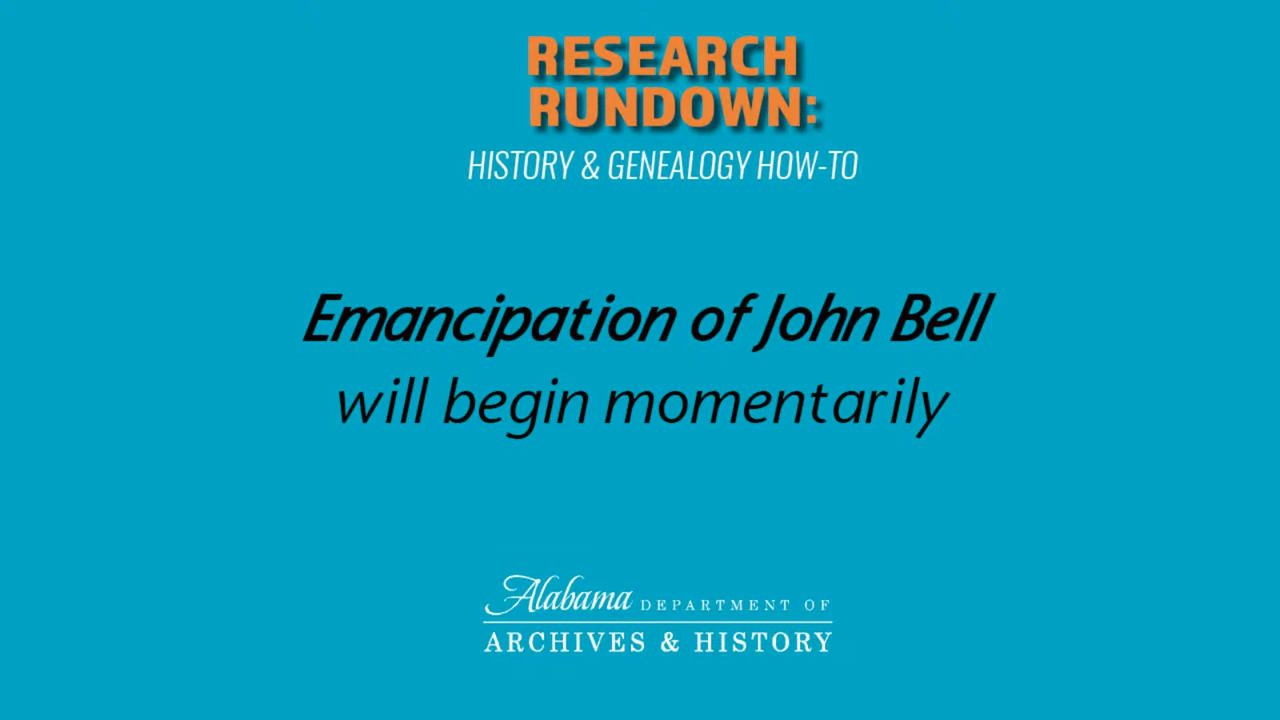 RESEARCH
RUNDOWN:
HISTORY & GENEALOGY HOW-TO
Emancipation of John Bell
will begin momentarily
Alabama DEPARTMENT OF
ARCHIVES & HISTORY